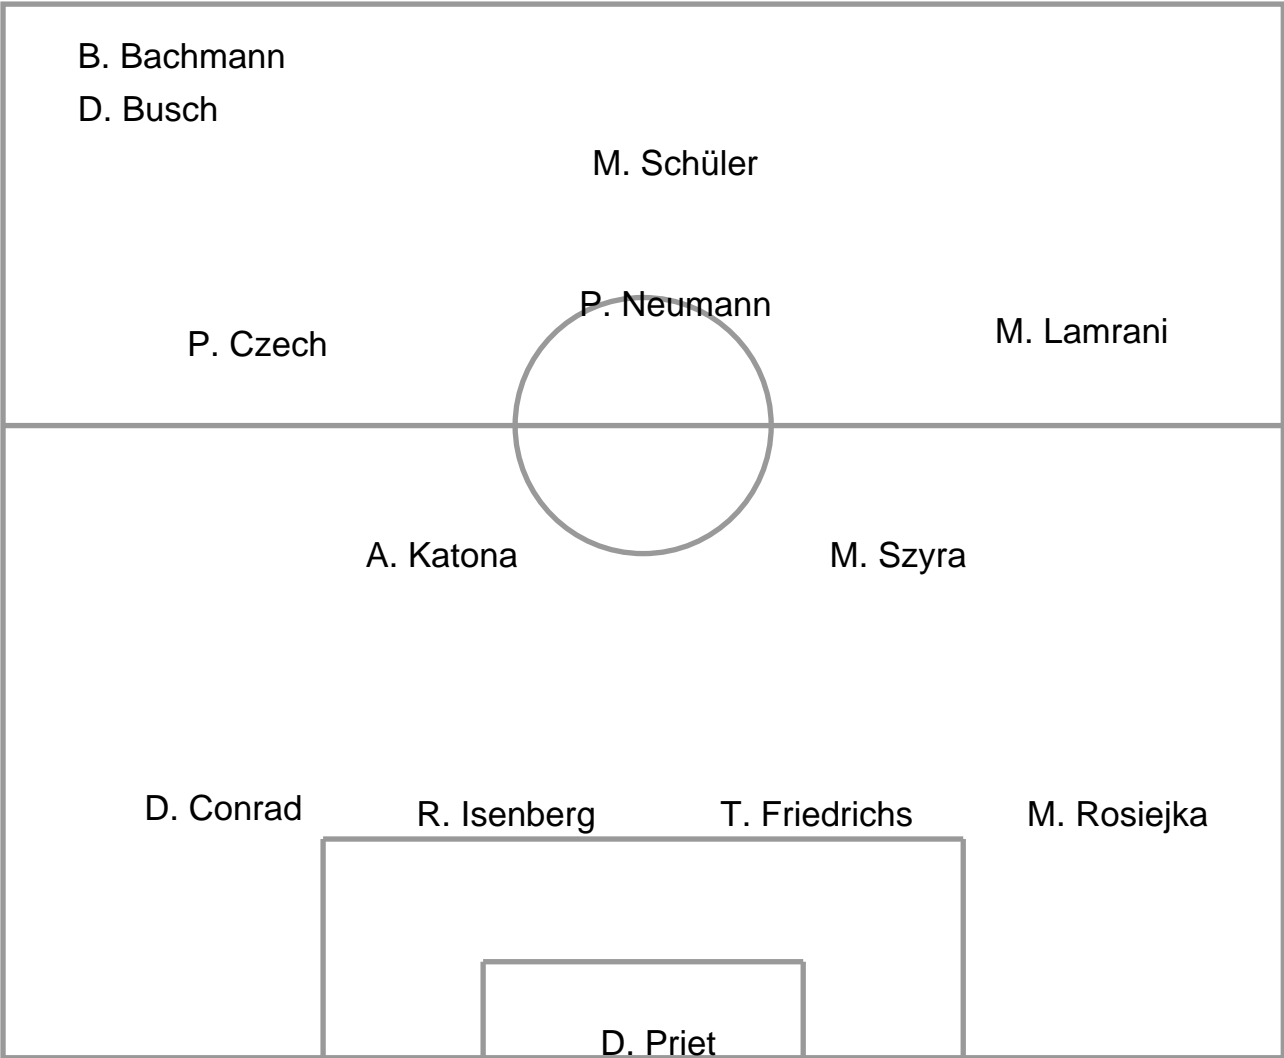 B. Bachmann
D. Busch
M. Schüler
P. Neumann
P. Czech
M. Lamrani
A. Katona
M. Szyra
D. Conrad
R. Isenberg
T. Friedrichs
M. Rosiejka
D. Priet